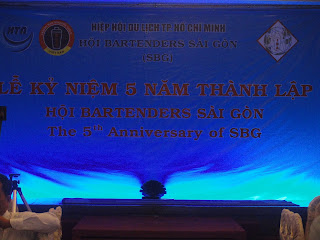 HTA
HIỆP HỘI DU LỊCH TP. HỒ CHÍ MINH
HỘI BARTENDERS SÀI GÒN
(SBG)
LỄ KỶ NIỆM 5 NĂM THÀNH LẬP
HỘI BARTENDERS SÀI GÒN
The 5th Anniversary of SBG